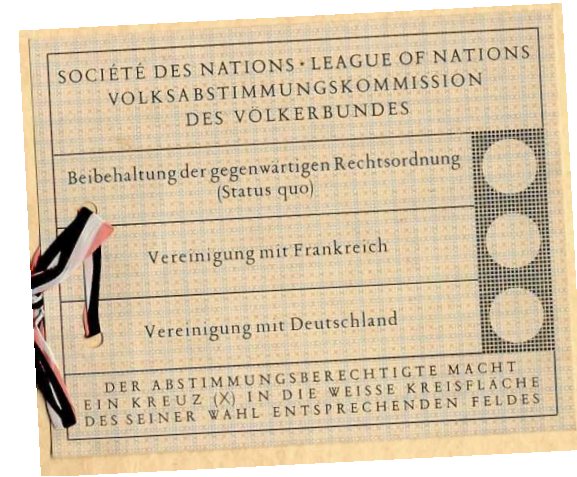 SOCIÉTÉ DES NATIONS · LEAGUE OF NATIONS
VOLKSABSTIMMUNGSKOMMISSION
DES VÖLKERBUNDES
Beibehaltung der gegenwärtigen Rechtsordnung
(Status quo)
Vereinigung mit Frankreich
Vereinigung mit Deutschland
DER ABSTIMMUNGSBERECHTIGTE MACHT
EIN KREUZ (X) IN DIE WEISSE KREISFLÄCHE
DES SEINER WAHL ENTSPRECHENDEN FELDES